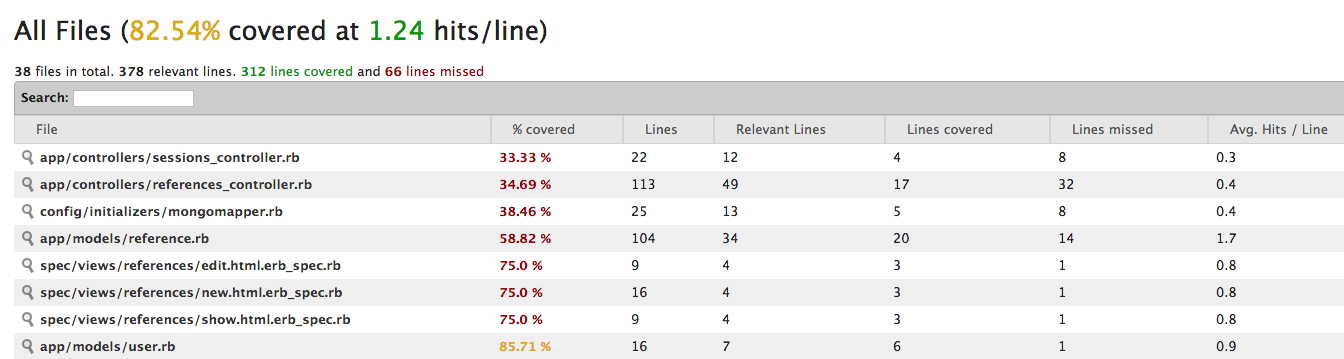 All Files (82.54% covered at 1.24 hits/line)
38 files in total. 378 relevant lines. 312 lines covered and 66 lines missed
Search:
File % covered Lines Relevant Lines Lines covered Lines missed Avg. Hits / Line
app/controllers/sessions_controller.rb 33.33 % 22 12 4 8 0.3
app/controllers/references_controller.rb 34.69 % 113 49 17 32 0.4
config/initializers/mongomapper.rb 38.46 % 25 13 5 8 0.4
app/models/reference.rb 58.82 % 104 34 20 14 1.7
spec/views/references/edit.html.erb_spec.rb 75.0 % 9 4 3 1 0.8
spec/views/references/new.html.erb_spec.rb 75.0 % 16 4 3 1 0.8
spec/views/references/show.html.erb_spec.rb 75.0 % 9 4 3 1 0.8
app/models/user.rb 85.71 % 16 7 6 1 0.9